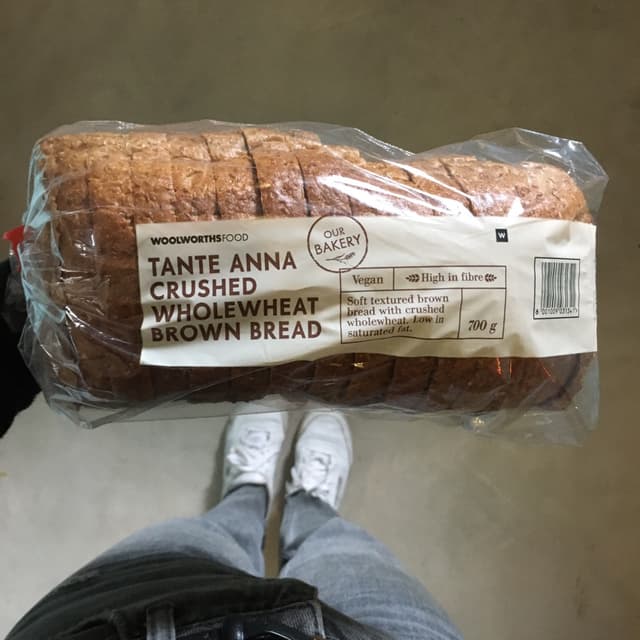 WOOLWORTHSFOOD
OUR
BAKERY
W
TANTE ANNA
CRUSHED
WHOLEWHEAT
BROWN BREAD
Vegan
High in fibre
Soft textured brown
bread with crushed
wholewheat. Low in
saturated fat.
700 g